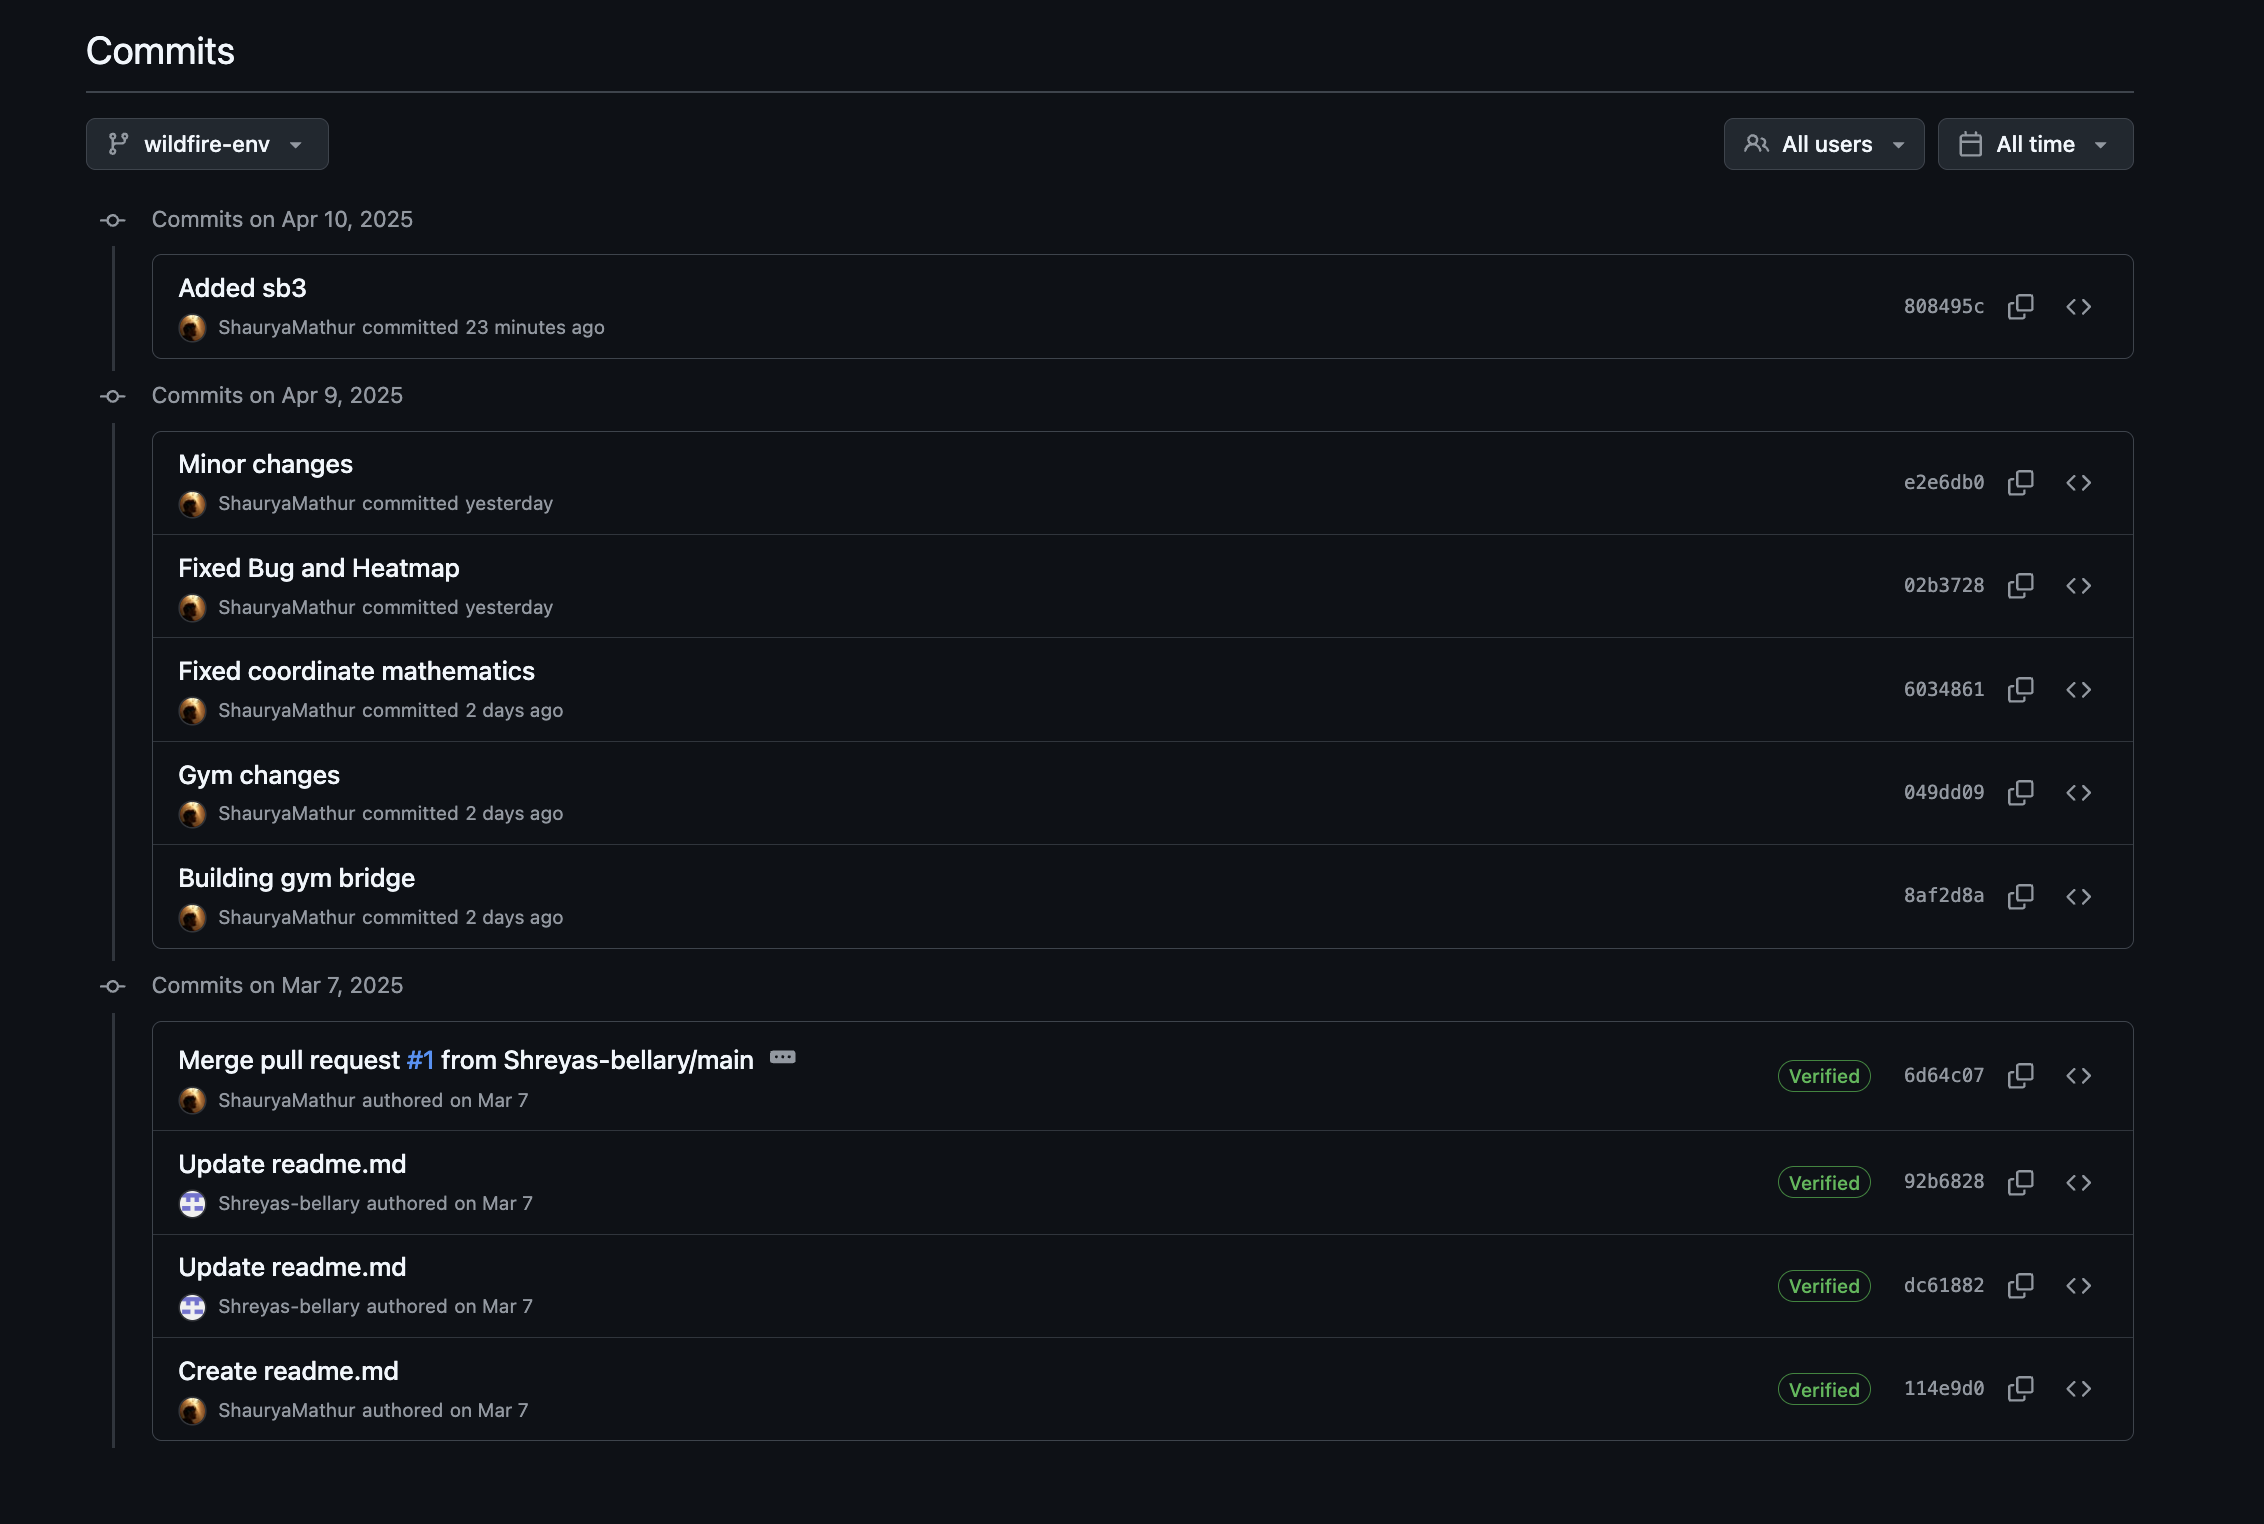 Commits
wildfire-env
All users
All time
Commits on Apr 10, 2025
Added sb3
ShauryaMathur committed 23 minutes ago
808495c
Commits on Apr 9, 2025
Minor changes
ShauryaMathur committed yesterday
e2e6db0
Fixed Bug and Heatmap
ShauryaMathur committed yesterday
02b3728
Fixed coordinate mathematics
ShauryaMathur committed 2 days ago
6034861
Gym changes
ShauryaMathur committed 2 days ago
049dd09
Building gym bridge
ShauryaMathur committed 2 days ago
8af2d8a
Commits on Mar 7, 2025
Merge pull request #1 from Shreyas-bellary/main
ShauryaMathur authored on Mar 7
Verified
6d64c07
Update readme.md
Shreyas-bellary authored on Mar 7
Verified
92b6828
Update readme.md
Shreyas-bellary authored on Mar 7
Verified
dc61882
Create readme.md
ShauryaMathur authored on Mar 7
Verified
114e9d0